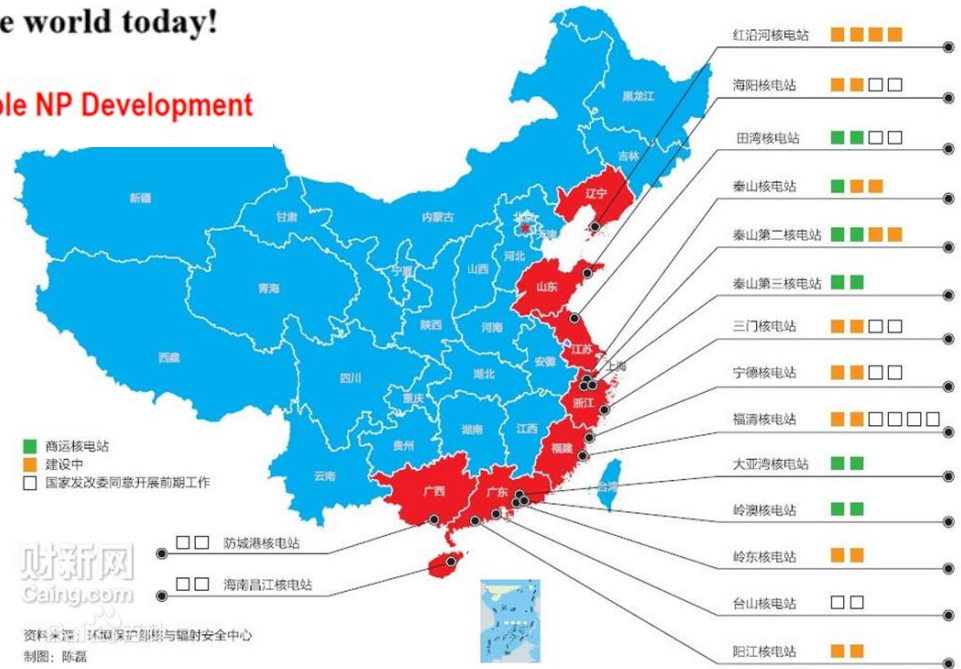 e world today!
ole NP Development
红沿河核电站
海阳核电站
田湾核电站
秦山核电站
秦山第二核电站
秦山第三核电站
三门核电站
宁德核电站
福清核电站
大亚湾核电站
岭澳核电站
岭东核电站
台山核电站
阳江核电站
黑龙江
吉林
辽宁
新疆
甘肃
内蒙古
北京
天津
河北
山西
宁夏
青海
山东
陕西
河南
江苏
西藏
安徽
上海
四川
湖北
重庆
浙江
湖南
江西
贵州
福建
云南
广西
广东
台湾
商运核电站
建设中
国家发改委同意开展前期工作
防城港核电站
海南昌江核电站
财新网
Caing.com
资料来源：环境保护部核与辐射安全中心
制图：陈磊